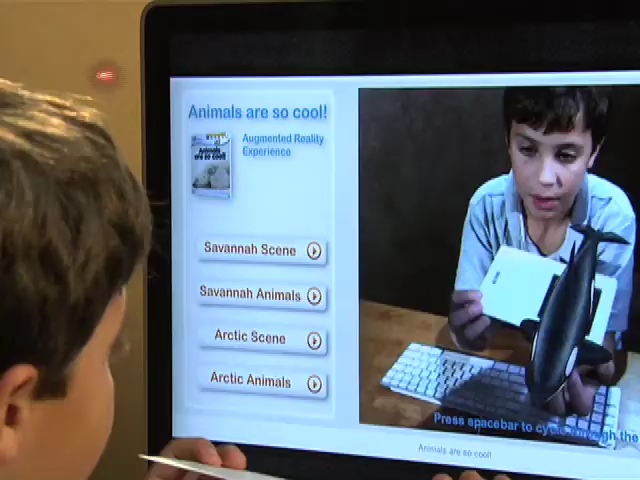 Animals are so cool!
Augmented Reality
Experience
Animals
are so cool!
Savannah Scene
Savannah Animals
Arctic Scene
Arctic Animals
Press spacebar to cycle through the
Animals are so cool!